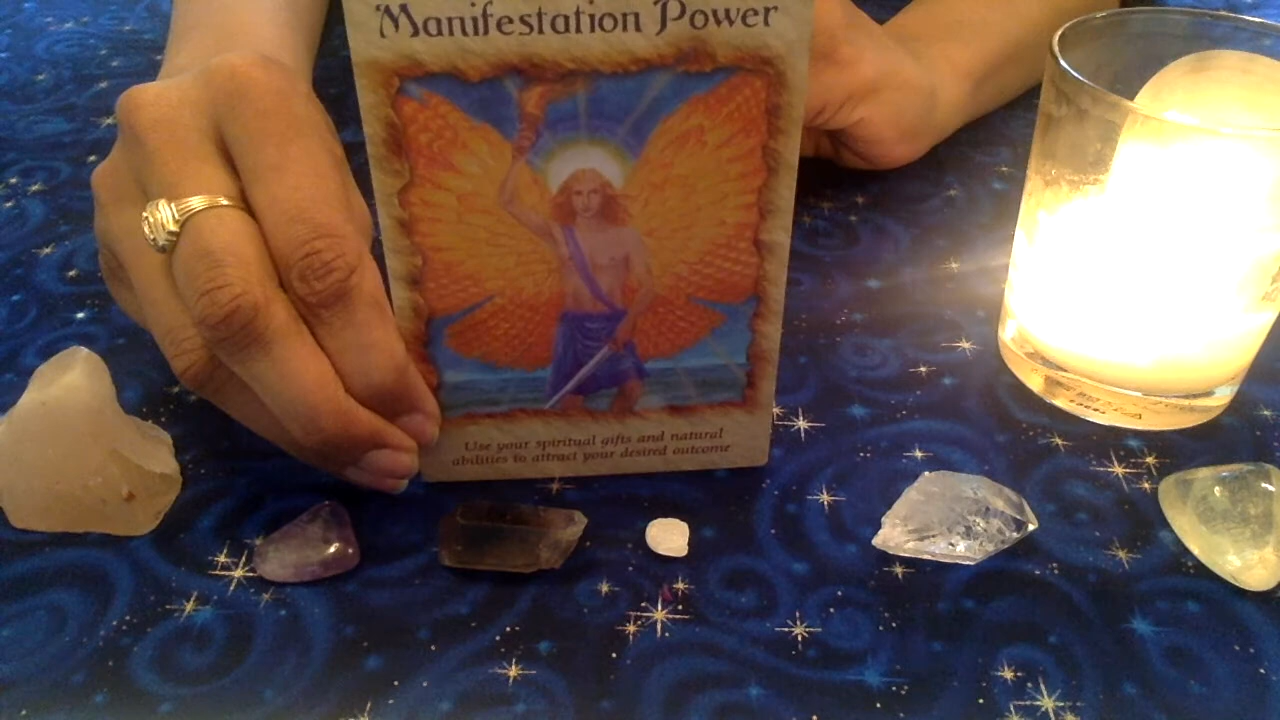 Manifestation Power
Use your spiritual gifts and natural
abilities to attract your desired outcome